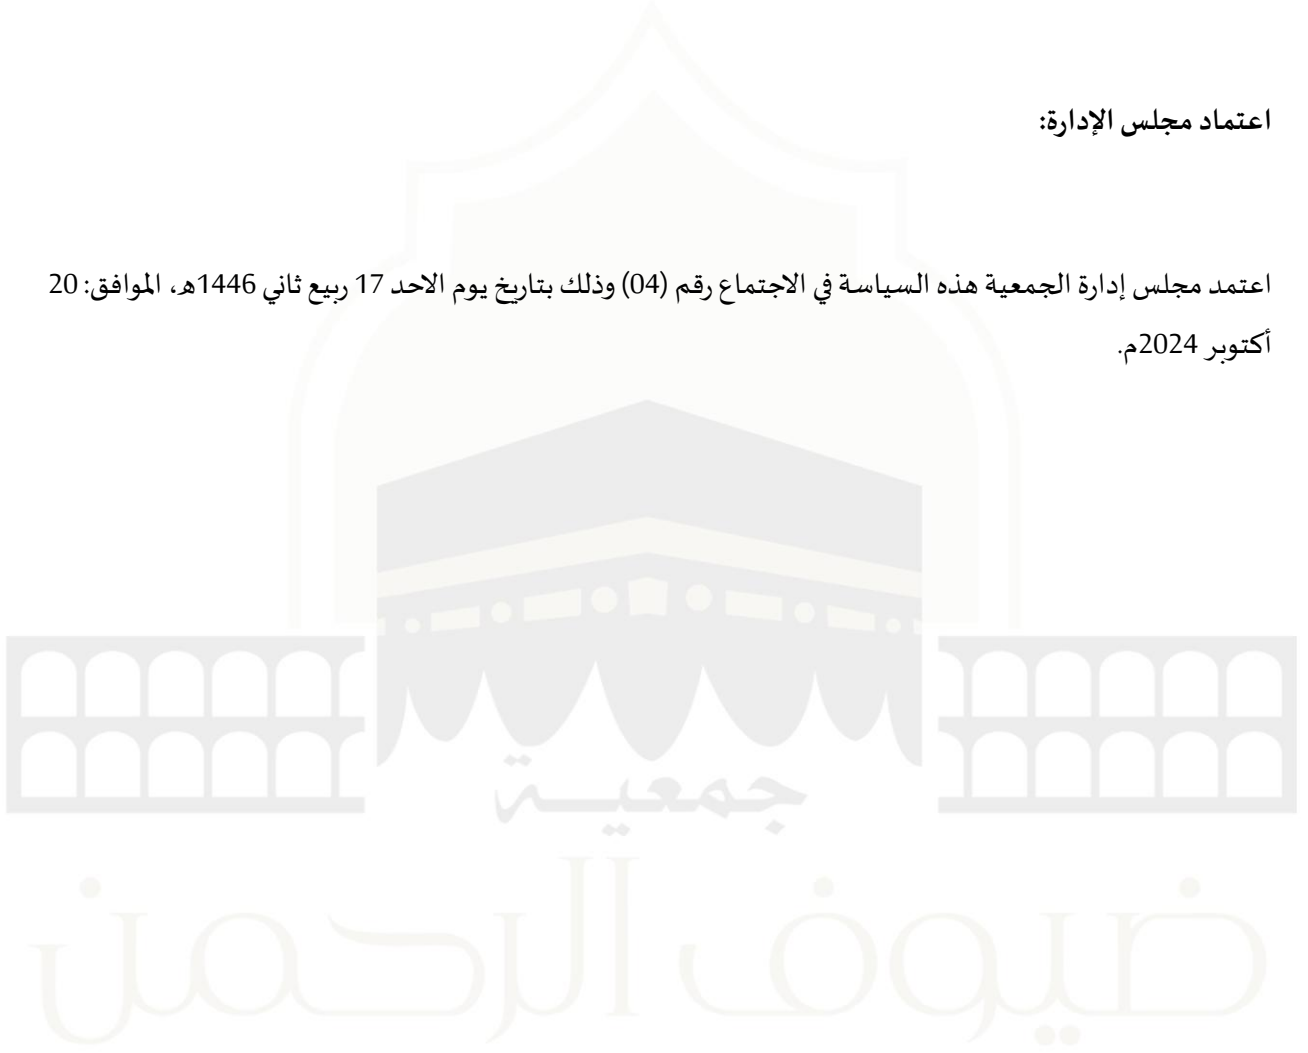 اعتماد مجلس الإدارة:
اعتمد مجلس إدارة الجمعية هذه السياسة في الاجتماع رقم (04) وذلك بتاريخ يوم الاحد 17 ربيع ثاني 1446هـ، الموافق: 20
أكتوبر 2024م.
جمعية
ضيوف الرحمن